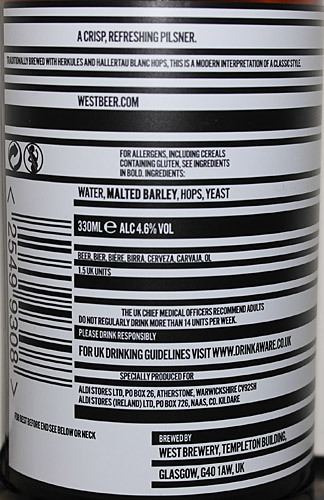 A CRISP, REFRESHING PILSNER.
TRADITIONALLY BREWED WITH HERKULES AND HALLERTAU BLANC HOPS, THIS IS A MODERN INTERPRETATION OF A CLASSIC STYLE.
WESTBEER.COM
FOR ALLERGENS, INCLUDING CEREALS
CONTAINING GLUTEN, SEE INGREDIENTS
IN BOLD. INGREDIENTS:
WATER, MALTED BARLEY, HOPS, YEAST
330ML e ALC 4.6% VOL
BEER, BIER, BIÈRE, BIRRA, CERVEZA, CARVAJA, OL
1.5 UK UNITS
THE UK CHIEF MEDICAL OFFICERS RECOMMEND ADULTS
DO NOT REGULARLY DRINK MORE THAN 14 UNITS PER WEEK.
PLEASE DRINK RESPONSIBLY
FOR UK DRINKING GUIDELINES VISIT WWW.DRINKAWARE.CO.UK
SPECIALLY PRODUCED FOR
ALDI STORES LTD, PO BOX 26, ATHERSTONE, WARWICKSHIRE CV92SH
ALDI STORES (IRELAND) LTD, PO BOX 726, NAAS, CO. KILDARE
FOR BEST BEFORE END SEE BELOW OR NECK
BREWED BY
WEST BREWERY, TEMPLETON BUILDING,
GLASGOW, G40 1AW, UK
< 25499308 >